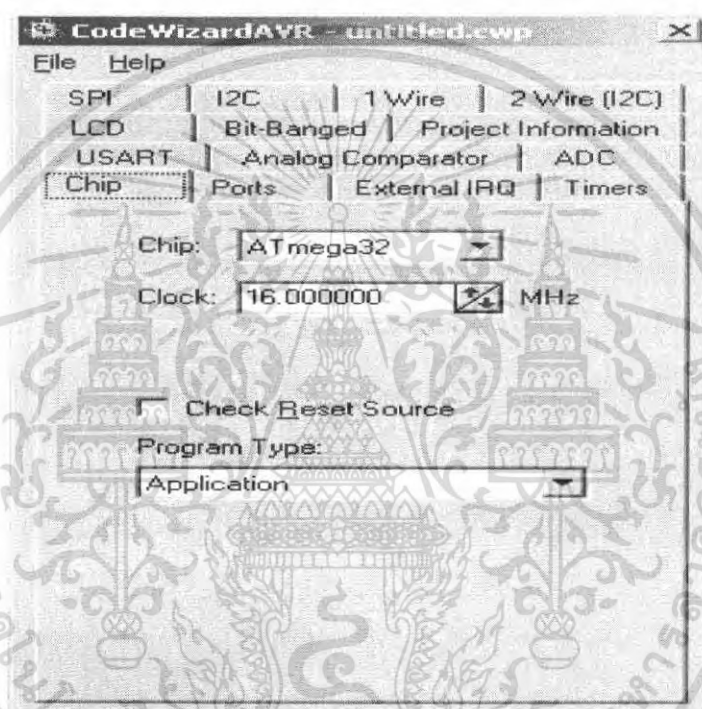 CodeWizardAVR - untitled.cwp
File Help
SPI I2C 1 Wire 2 Wire (I2C)
LCD Bit-Banged Project Information
USART Analog Comparator ADC
Chip Ports External IRQ Timers
Chip: ATmega32
Clock: 16.000000 MHz
Check Reset Source
Program Type:
Application